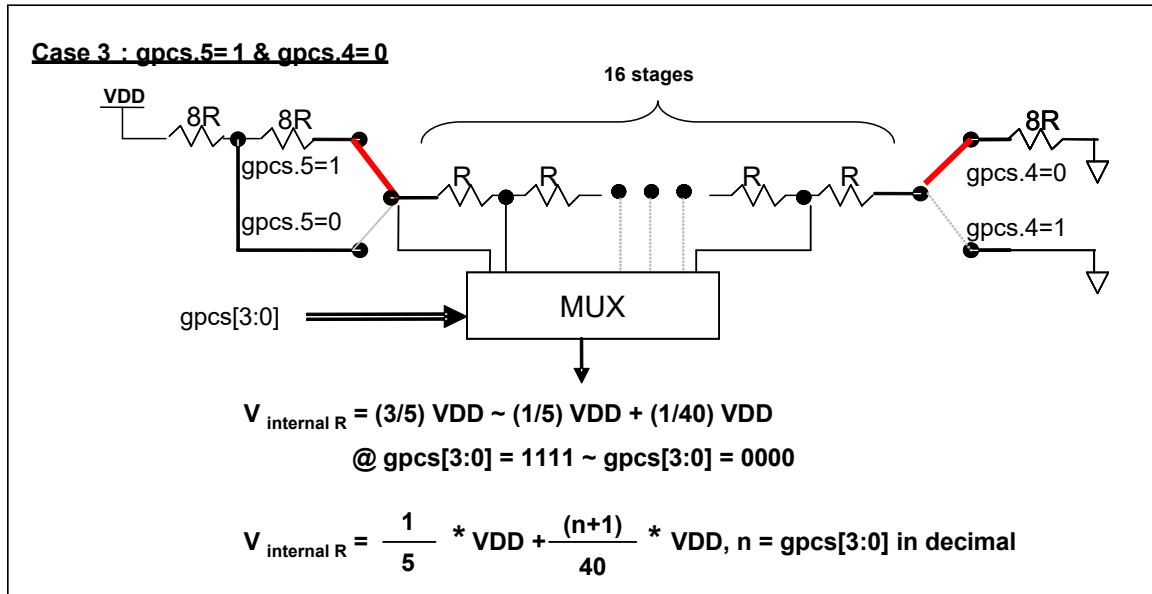 Case 3 : gpcs.5=1 & gpcs.4=0
16 stages
VDD
8R 8R 8R
gpcs.5=1 R R R R gpcs.4=0
gpcs.5=0 gpcs.4=1
gpcs[3:0] MUX
V internal R = (3/5) VDD ~ (1/5) VDD + (1/40) VDD
@ gpcs[3:0] = 1111 ~ gpcs[3:0] = 0000
V internal R = 1/5 * VDD + (n+1)/40 * VDD, n = gpcs[3:0] in decimal